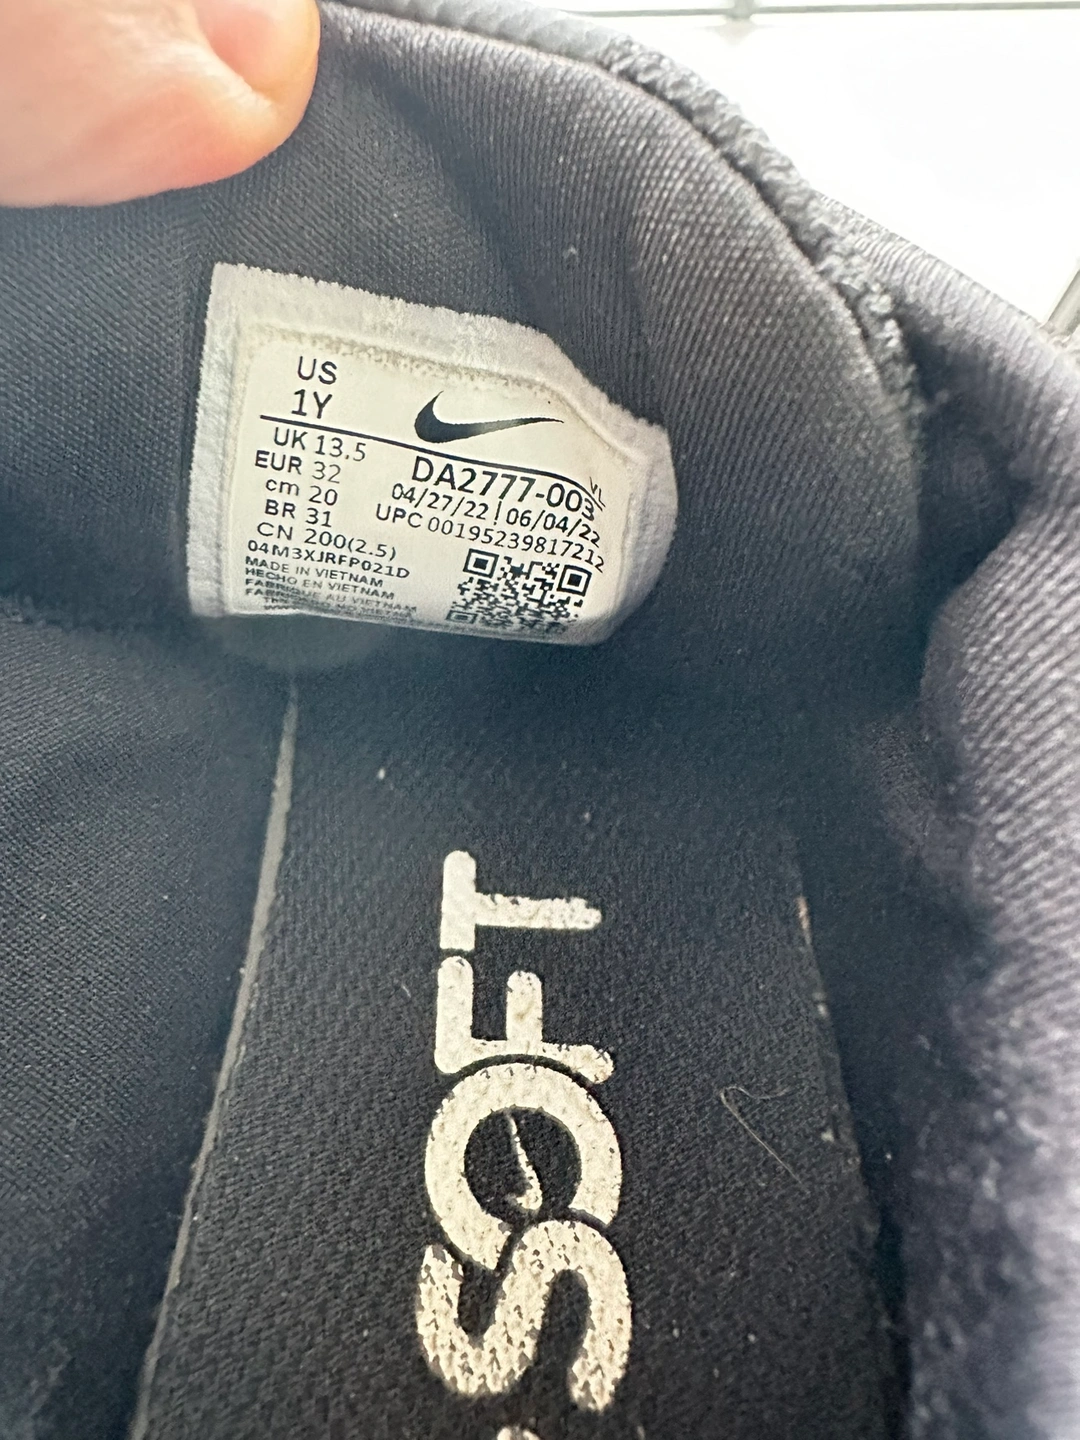 US
1Y
UK 13.5
EUR 32
cm 20
BR 31
CN 200(2.5)
04M3XJRFP021D
MADE IN VIETNAM
HECHO EN VIETNAM
FABRIQUE AU VIETNAM
VL
DA2777-003
04/27/22 | 06/04/22
UPC 00195239817212
SOFT